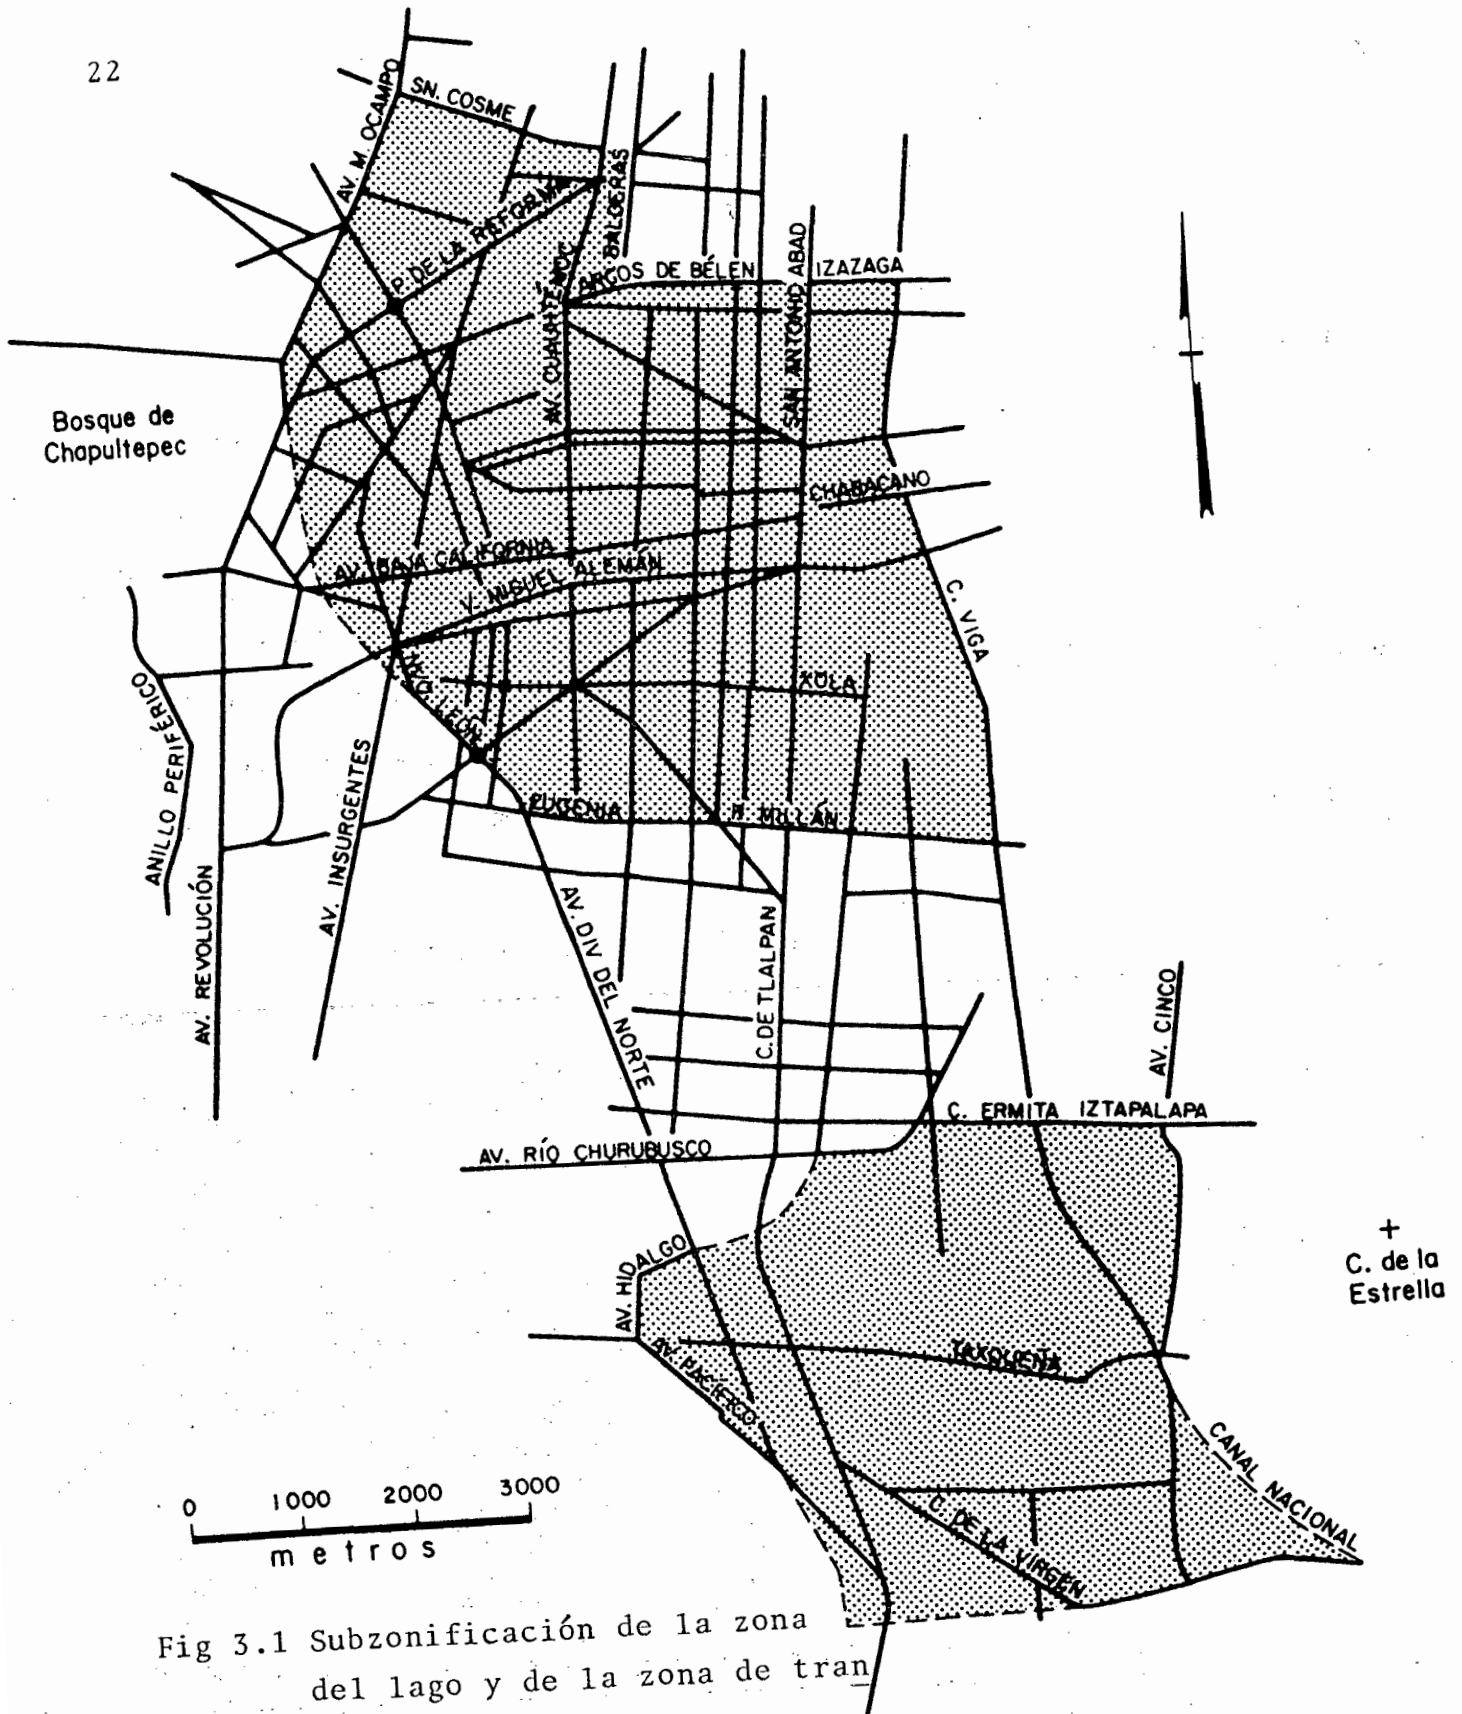 22
AV. M. OCAMPO
SN. COSME
P. DE LA REFORMA
BALDERAS
AV. CUAUHTÉMOC
ARCOS DE BÉLEN
SAN ANTONIO ABAD
IZAZAGA
Bosque de
Chapultepec
CHABACANO
AV. BAJA CALIFORNIA
V. MIGUEL ALEMÁN
C. VIGA
XOLA
ANILLO PERIFÉRICO
AV. REVOLUCIÓN
AV. INSURGENTES
EUGENIA
AV. DIV DEL NORTE
C. DE TLALPAN
AV. CINCO
C. ERMITA IZTAPALAPA
AV. RÍO CHURUBUSCO
AV. HIDALGO
C. de la
Estrella
TAXQUEÑA
AV. PACÍFICO
CANAL NACIONAL
C. DE LA VIRGEN
0 1000 2000 3000
metros
Fig 3.1 Subzonificación de la zona
del lago y de la zona de tran